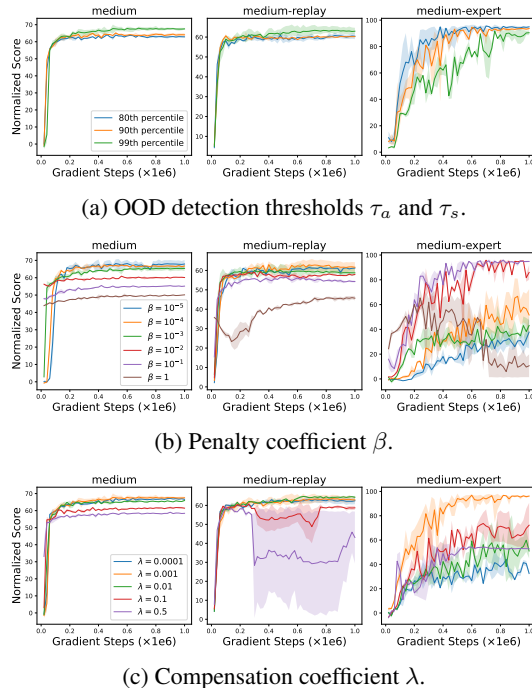 medium medium-replay medium-expert
Normalized Score
70
60
50
40
30
20
10
0
60
50
40
30
20
10
100
80
60
40
20
0
80th percentile
90th percentile
99th percentile
0.0 0.2 0.4 0.6 0.8 1.0 0.0 0.2 0.4 0.6 0.8 1.0 0.0 0.2 0.4 0.6 0.8 1.0
Gradient Steps (×1e6) Gradient Steps (×1e6) Gradient Steps (×1e6)
(a) OOD detection thresholds τₐ and τₛ.
medium medium-replay medium-expert
Normalized Score
70
60
50
40
30
20
10
0
60
50
40
30
20
10
0
80
60
40
20
0
β = 10⁻⁵
β = 10⁻⁴
β = 10⁻³
β = 10⁻²
β = 10⁻¹
β = 1
0.0 0.2 0.4 0.6 0.8 1.0 0.0 0.2 0.4 0.6 0.8 1.0 0.0 0.2 0.4 0.6 0.8 1.0
Gradient Steps (×1e6) Gradient Steps (×1e6) Gradient Steps (×1e6)
(b) Penalty coefficient β.
medium medium-replay medium-expert
Normalized Score
70
60
50
40
30
20
10
0
60
50
40
30
20
10
0
100
80
60
40
20
0
λ = 0.0001
λ = 0.001
λ = 0.01
λ = 0.1
λ = 0.5
0.0 0.2 0.4 0.6 0.8 1.0 0.0 0.2 0.4 0.6 0.8 1.0 0.0 0.2 0.4 0.6 0.8 1.0
Gradient Steps (×1e6) Gradient Steps (×1e6) Gradient Steps (×1e6)
(c) Compensation coefficient λ.